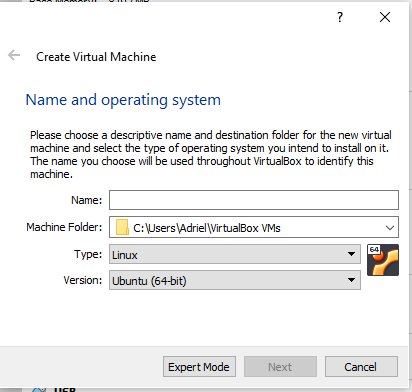 ?
Create Virtual Machine
Name and operating system
Please choose a descriptive name and destination folder for the new virtual
machine and select the type of operating system you intend to install on it.
The name you choose will be used throughout VirtualBox to identify this
machine.
Name:
Machine Folder: C:\Users\Adriel\VirtualBox VMs
Type: Linux
64
Version: Ubuntu (64-bit)
Expert Mode Next Cancel